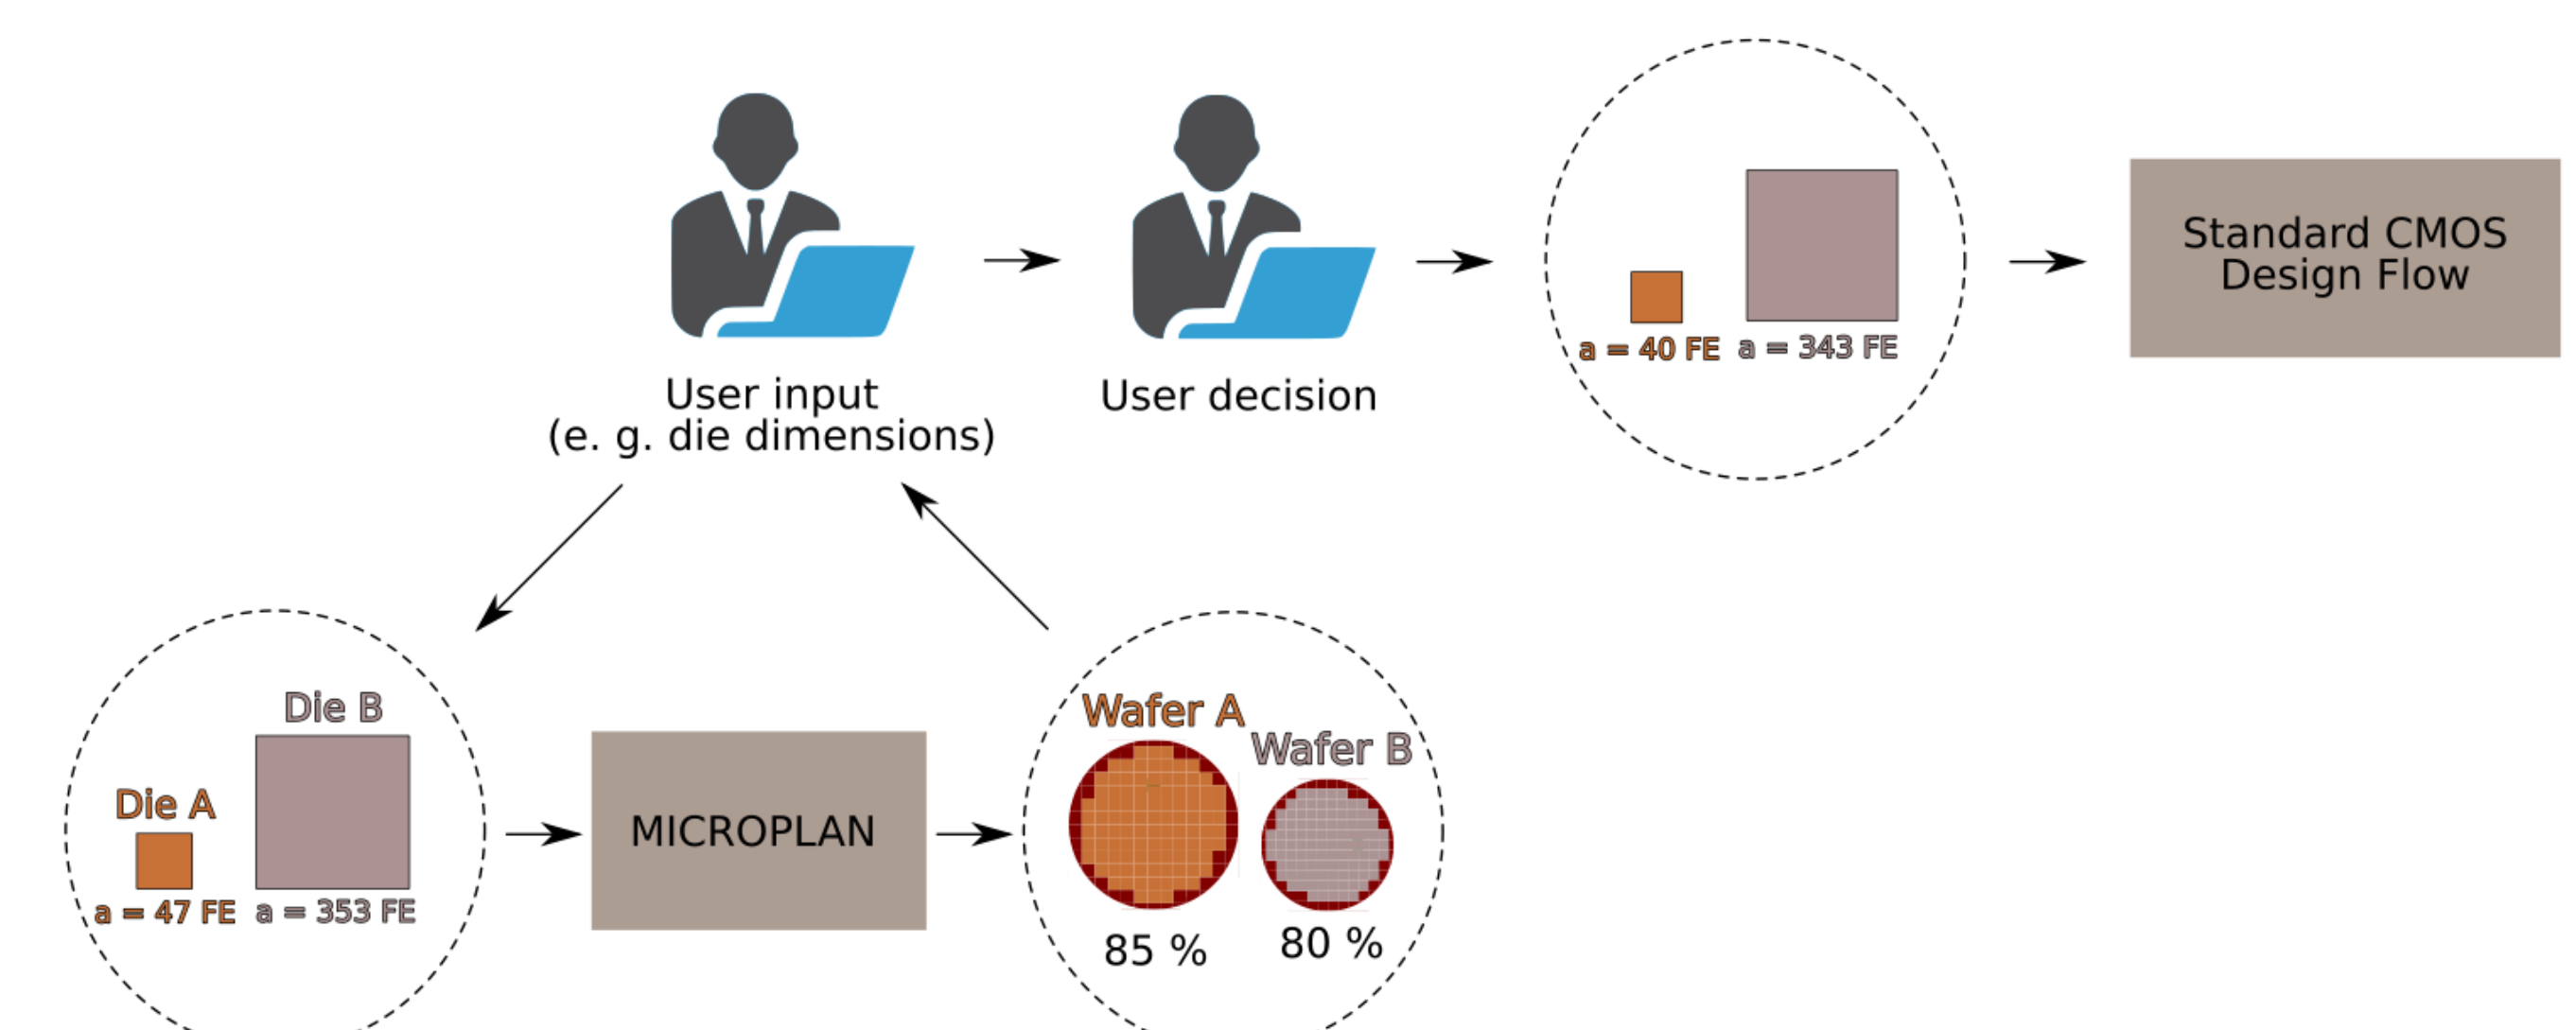 User input
(e. g. die dimensions)
User decision
a = 40 FE
a = 343 FE
Standard CMOS
Design Flow
Die A
a = 47 FE
Die B
a = 353 FE
MICROPLAN
Wafer A
85 %
Wafer B
80 %